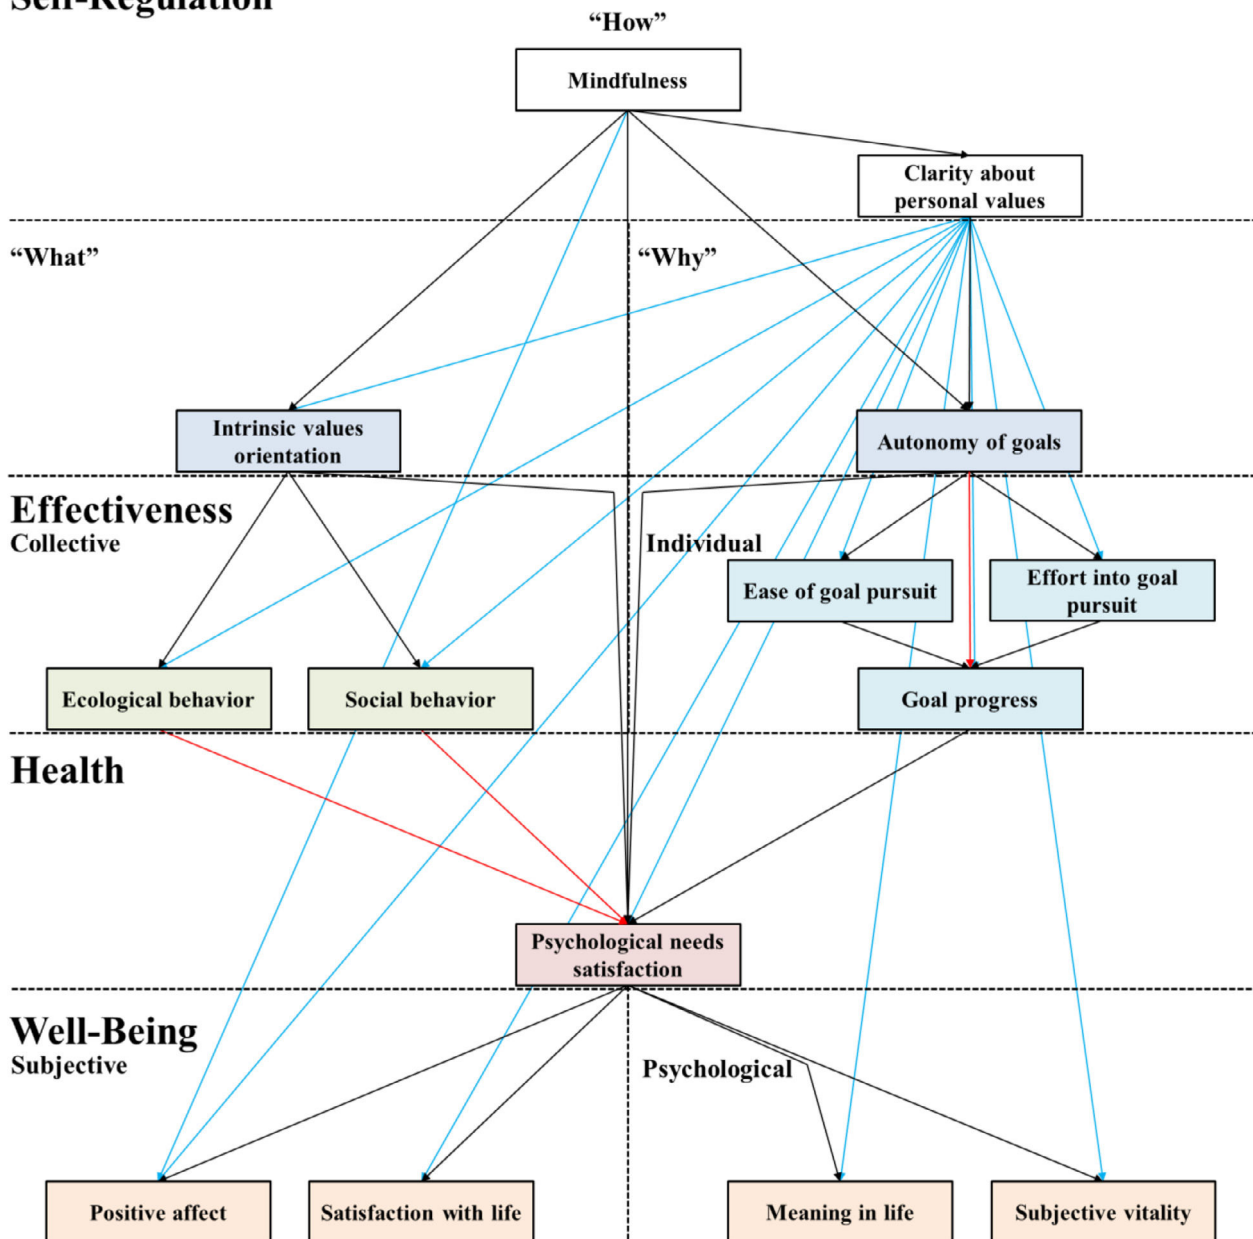 Self-Regulation
“How”
Mindfulness
Clarity about
personal values
“What”
“Why”
Intrinsic values
orientation
Autonomy of goals
Effectiveness
Collective
Individual
Ease of goal pursuit
Effort into goal
pursuit
Ecological behavior
Social behavior
Goal progress
Health
Psychological needs
satisfaction
Well-Being
Subjective
Psychological
Positive affect
Satisfaction with life
Meaning in life
Subjective vitality